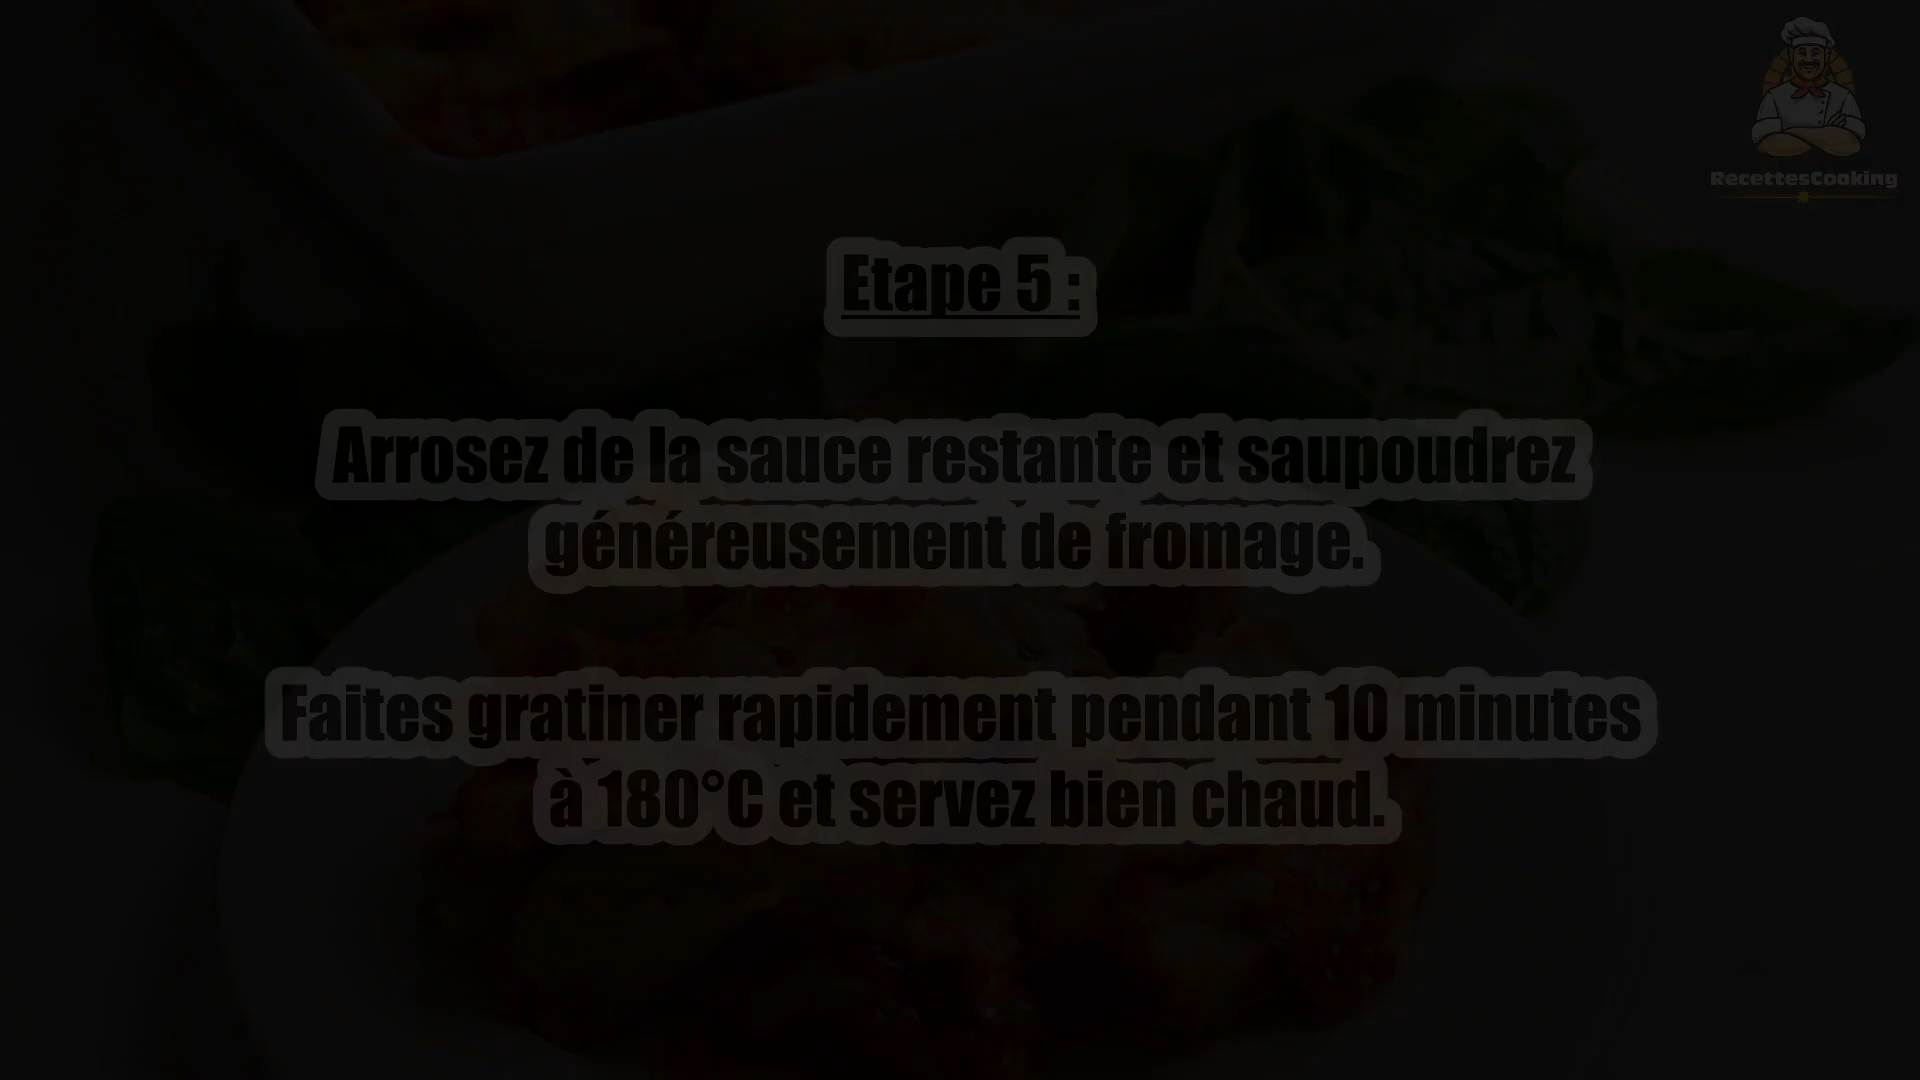 RecettesCooking
Etape 5 :
Arrosez de la sauce restante et saupoudrez
généreusement de fromage.
Faites gratiner rapidement pendant 10 minutes
à 180°C et servez bien chaud.